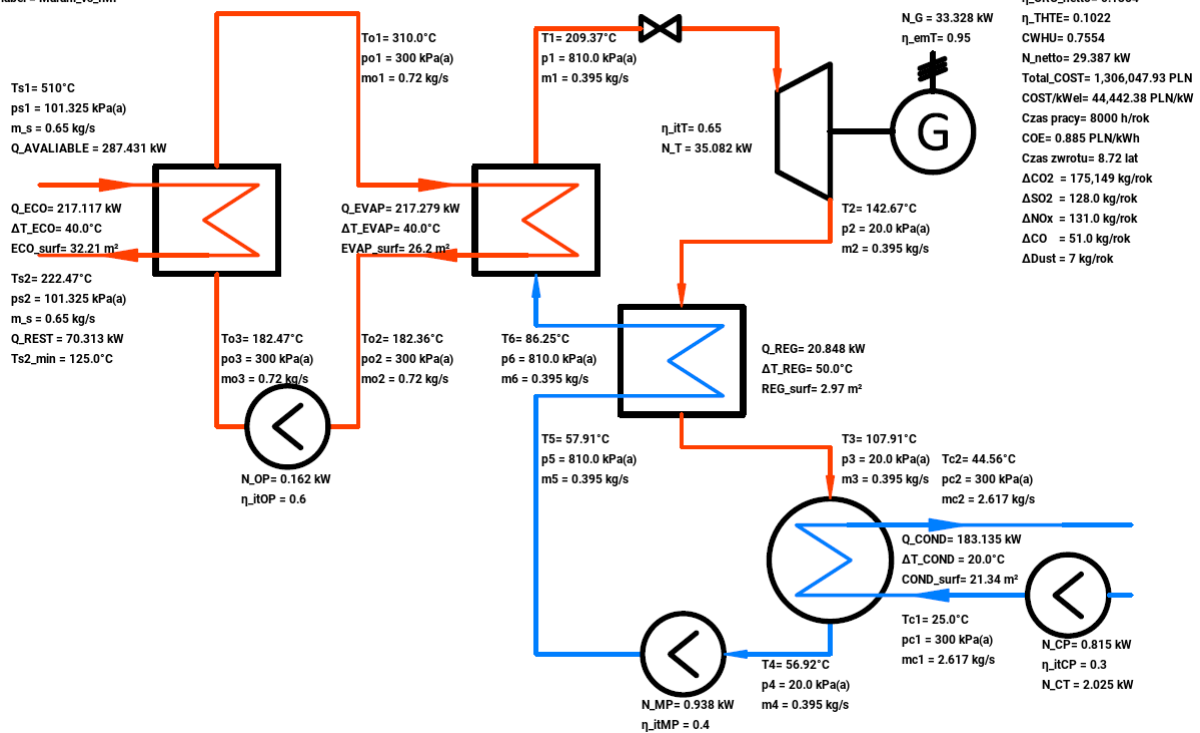 Ts1= 510°C
ps1 = 101.325 kPa(a)
m_s = 0.65 kg/s
Q_AVALIABLE = 287.431 kW
Q_ECO= 217.117 kW
ΔT_ECO= 40.0°C
ECO_surf= 32.21 m²
Ts2= 222.47°C
ps2 = 101.325 kPa(a)
m_s = 0.65 kg/s
Q_REST = 70.313 kW
Ts2_min = 125.0°C
To1= 310.0°C
po1 = 300 kPa(a)
mo1 = 0.72 kg/s
Q_EVAP= 217.279 kW
ΔT_EVAP= 40.0°C
EVAP_surf= 26.2 m²
To3= 182.47°C
po3 = 300 kPa(a)
mo3 = 0.72 kg/s
To2= 182.36°C
po2 = 300 kPa(a)
mo2 = 0.72 kg/s
N_OP= 0.162 kW
η_itOP = 0.6
T1= 209.37°C
p1 = 810.0 kPa(a)
m1 = 0.395 kg/s
T6= 86.25°C
p6 = 810.0 kPa(a)
m6 = 0.395 kg/s
T5= 57.91°C
p5 = 810.0 kPa(a)
m5 = 0.395 kg/s
η_itT= 0.65
N_T = 35.082 kW
N_G = 33.328 kW
η_emT= 0.95
G
T2= 142.67°C
p2 = 20.0 kPa(a)
m2 = 0.395 kg/s
Q_REG= 20.848 kW
ΔT_REG= 50.0°C
REG_surf= 2.97 m²
T3= 107.91°C
p3 = 20.0 kPa(a)
m3 = 0.395 kg/s
Tc2= 44.56°C
pc2 = 300 kPa(a)
mc2 = 2.617 kg/s
Q_COND= 183.135 kW
ΔT_COND = 20.0°C
COND_surf= 21.34 m²
Tc1= 25.0°C
pc1 = 300 kPa(a)
mc1 = 2.617 kg/s
N_CP= 0.815 kW
η_itCP = 0.3
N_CT = 2.025 kW
T4= 56.92°C
p4 = 20.0 kPa(a)
m4 = 0.395 kg/s
N_MP= 0.938 kW
η_itMP = 0.4
η_THTE= 0.1022
CWHU= 0.7554
N_netto= 29.387 kW
Total_COST= 1,306,047.93 PLN
COST/kWel= 44,442.38 PLN/kW
Czas pracy= 8000 h/rok
COE= 0.885 PLN/kWh
Czas zwrotu= 8.72 lat
ΔCO2 = 175,149 kg/rok
ΔSO2 = 128.0 kg/rok
ΔNOx = 131.0 kg/rok
ΔCO = 51.0 kg/rok
ΔDust = 7 kg/rok